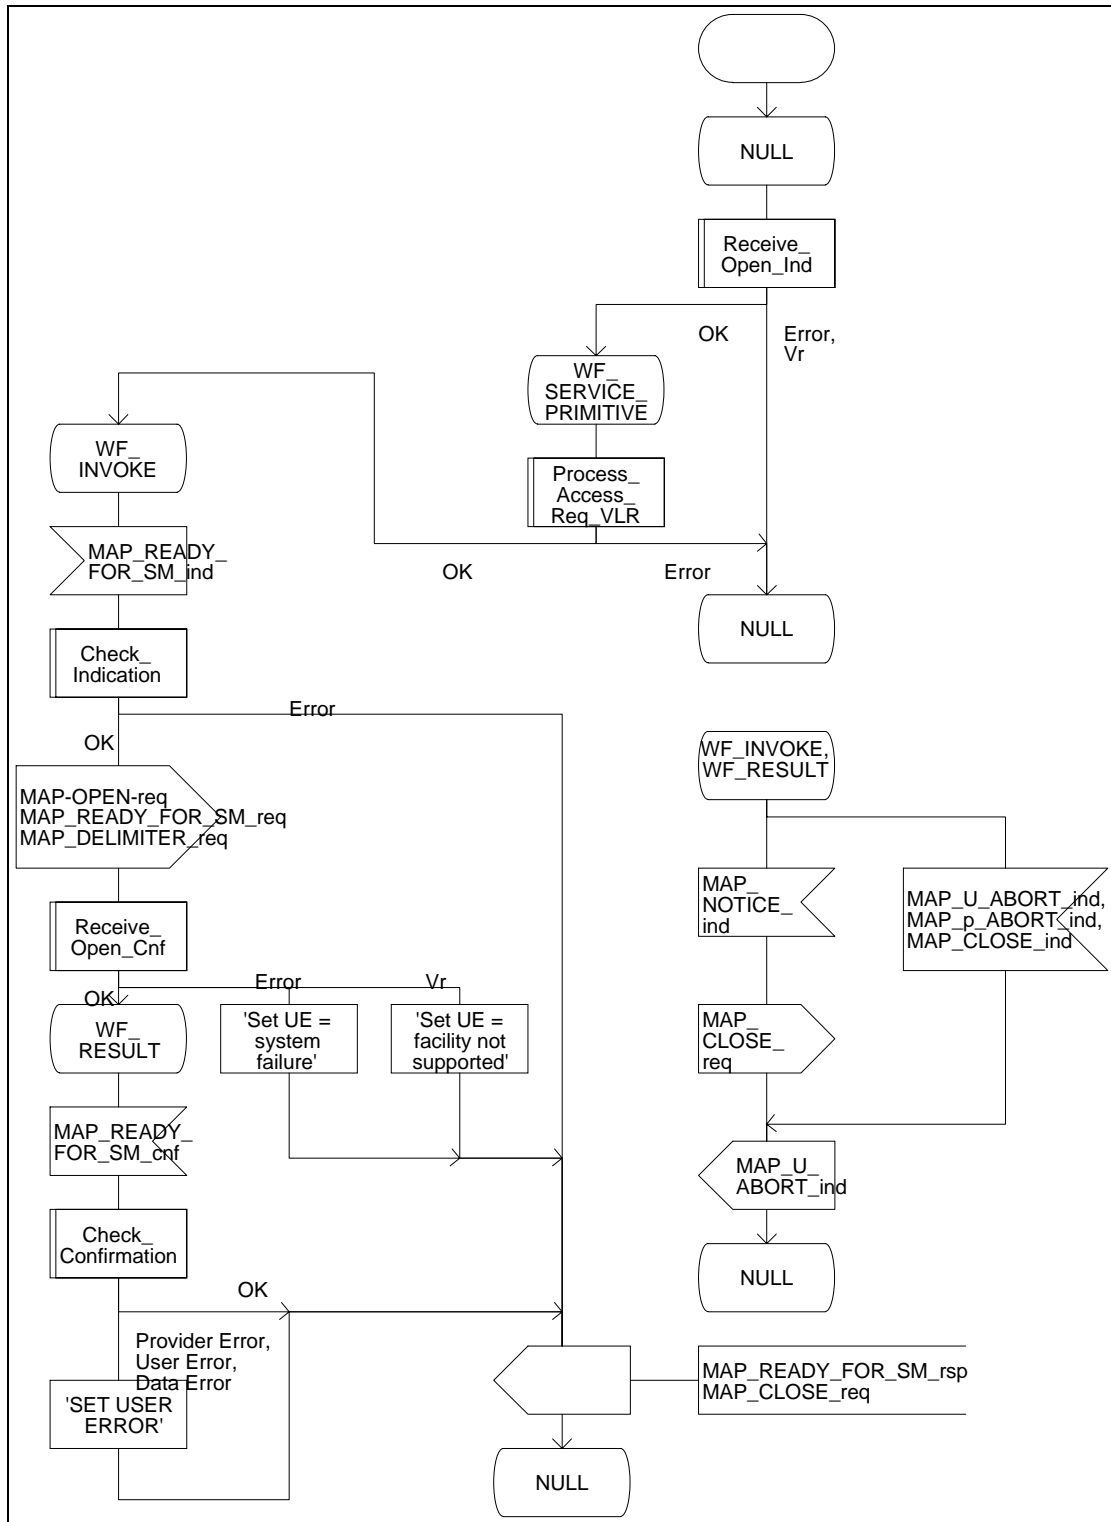 NULL
Receive_
Open_Ind
OK
Error,
Vr
WF_
SERVICE_
PRIMITIVE
WF_
INVOKE
Process_
Access_
Req_VLR
MAP_READY_
FOR_SM_ind
OK
Error
NULL
Check_
Indication
Error
OK
WF_INVOKE,
WF_RESULT
MAP-OPEN-req
MAP_READY_FOR_SM_req
MAP_DELIMITER_req
MAP_
NOTICE_
ind
MAP_U_ABORT_ind,
MAP_p_ABORT_ind,
MAP_CLOSE_ind
Receive_
Open_Cnf
Error
Vr
OK
WF_
RESULT
'Set UE =
system
failure'
'Set UE =
facility not
supported'
MAP_
CLOSE_
req
MAP_READY_
FOR_SM_cnf
MAP_U_
ABORT_ind
Check_
Confirmation
NULL
OK
Provider Error,
User Error,
Data Error
MAP_READY_FOR_SM_rsp
MAP_CLOSE_req
'SET USER
ERROR'
NULL